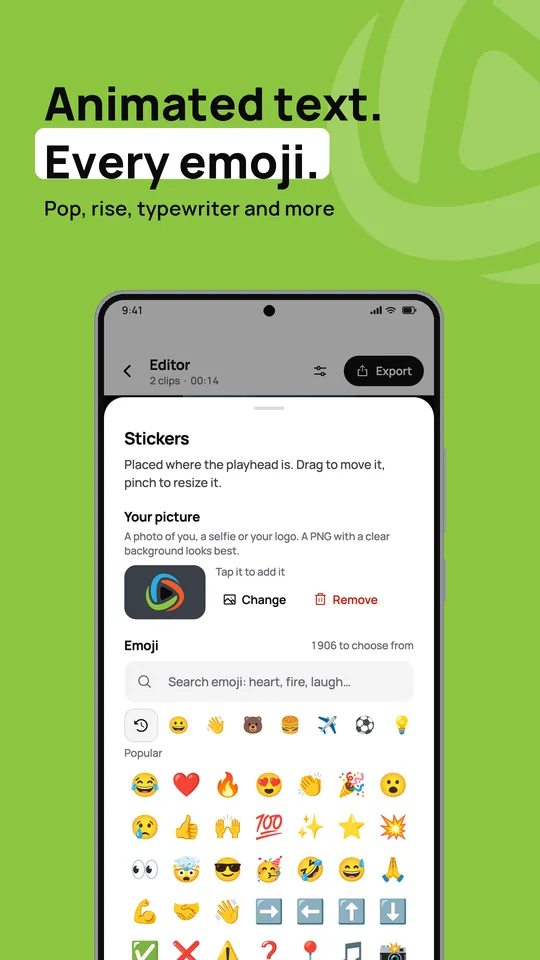 Animated text.
Every emoji.
Pop, rise, typewriter and more
9:41
Editor
2 clips · 00:14
Export
Stickers
Placed where the playhead is. Drag to move it,
pinch to resize it.
Your picture
A photo of you, a selfie or your logo. A PNG with a clear
background looks best.
Tap it to add it
Change
Remove
Emoji
1906 to choose from
Search emoji: heart, fire, laugh...
Popular
💯